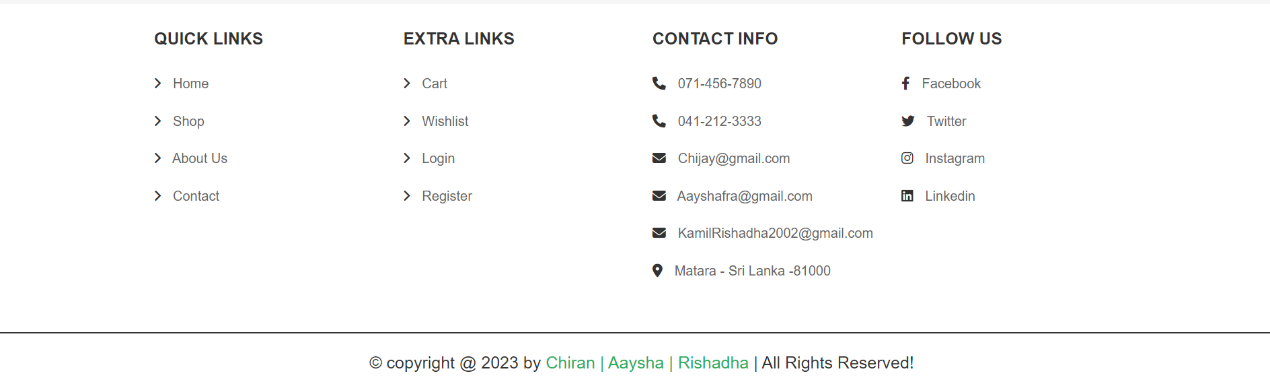 QUICK LINKS
Home
Shop
About Us
Contact
EXTRA LINKS
Cart
Wishlist
Login
Register
CONTACT INFO
071-456-7890
041-212-3333
Chijay@gmail.com
Aayshafra@gmail.com
KamilRishadha2002@gmail.com
Matara - Sri Lanka -81000
FOLLOW US
Facebook
Twitter
Instagram
Linkedin
© copyright @ 2023 by Chiran | Aaysha | Rishadha | All Rights Reserved!